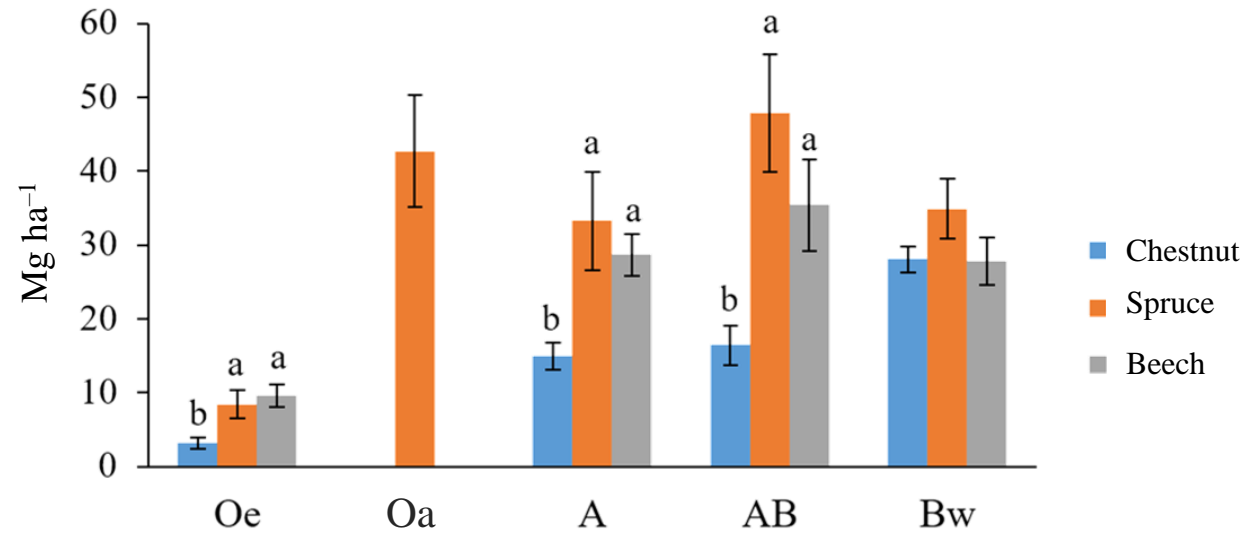 60
50
40
30
20
10
0
Mg ha⁻¹
b a a
b a a
b a a
Oe Oa A AB Bw
Chestnut
Spruce
Beech